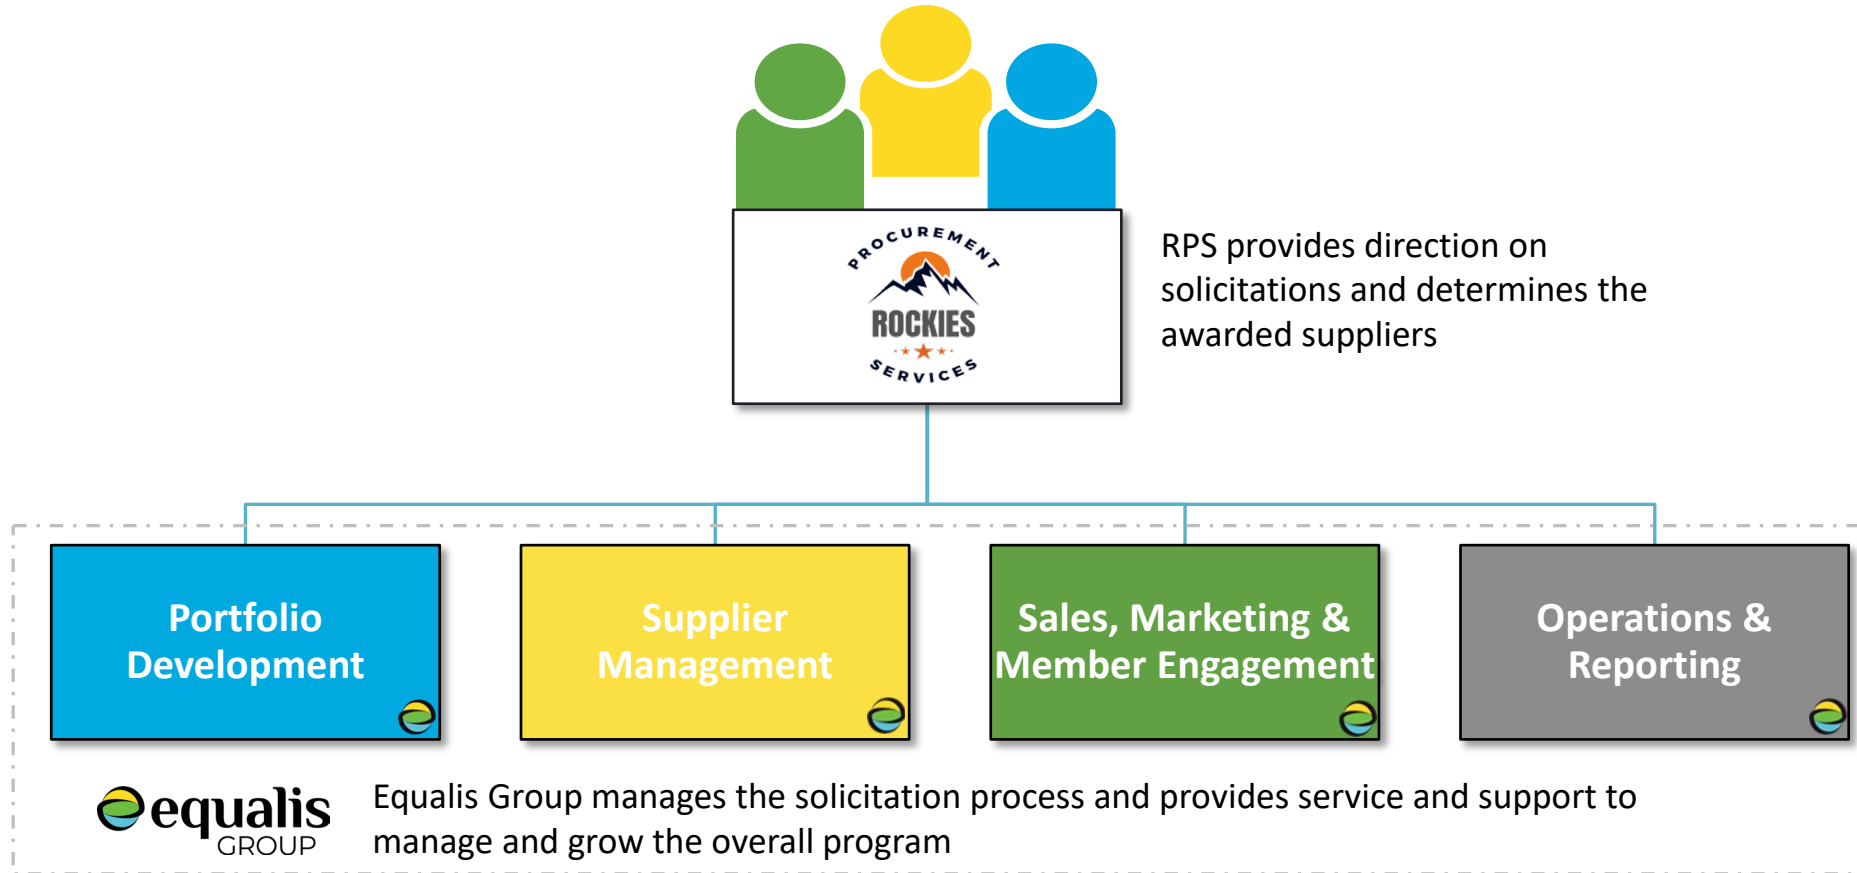 PROCUREMENT
ROCKIES
SERVICES
RPS provides direction on
solicitations and determines the
awarded suppliers
Portfolio
Development
Supplier
Management
Sales, Marketing &
Member Engagement
Operations &
Reporting
equalis
GROUP
Equalis Group manages the solicitation process and provides service and support to
manage and grow the overall program